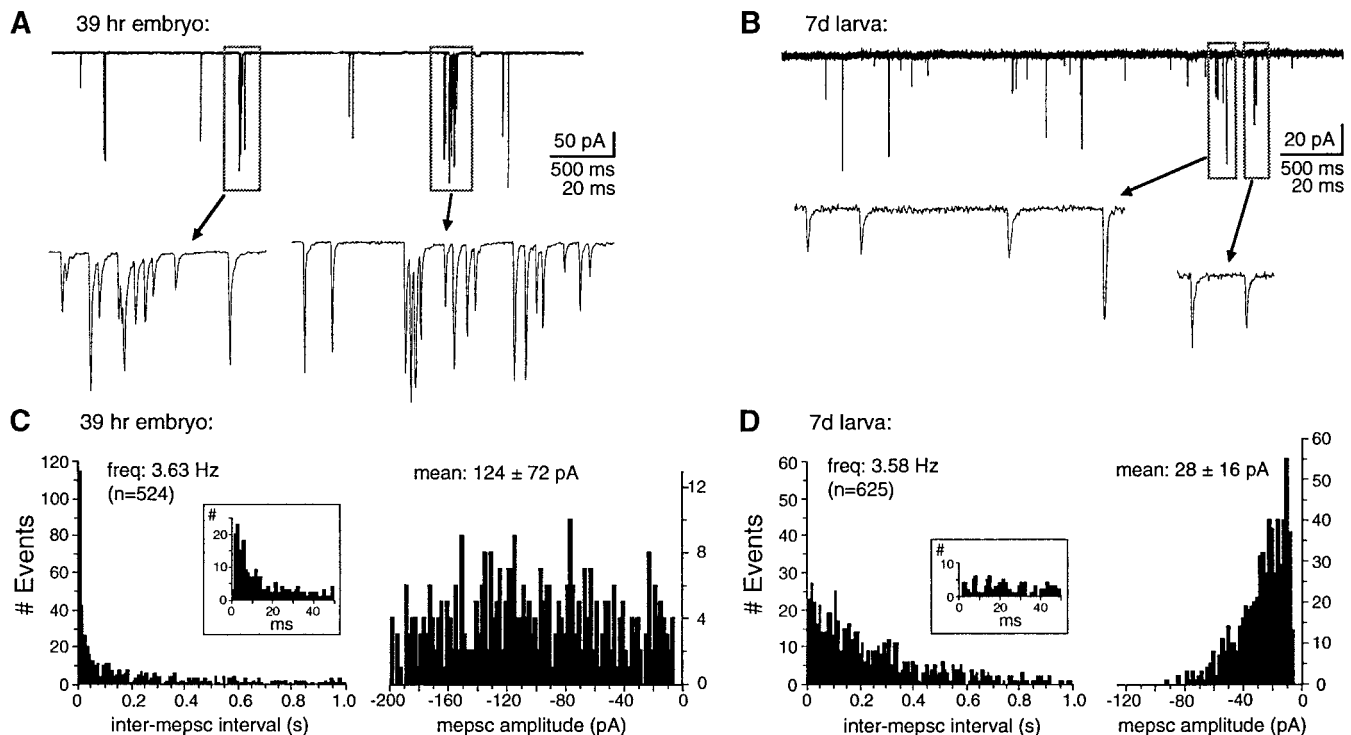 A 39 hr embryo:
50 pA
500 ms
20 ms
B 7d larva:
20 pA
500 ms
20 ms
C 39 hr embryo:
freq: 3.63 Hz
(n=524)
mean: 124 ± 72 pA
# Events
120
100
80
60
40
20
0
0 0.2 0.4 0.6 0.8 1.0
inter-mepsc interval (s)
#
20
10
0
0 20 40
ms
12
8
4
0
-200 -160 -120 -80 -40 0
mepsc amplitude (pA)
D 7d larva:
freq: 3.58 Hz
(n=625)
mean: 28 ± 16 pA
# Events
60
50
40
30
20
10
0
0 0.2 0.4 0.6 0.8 1.0
inter-mepsc interval (s)
#
10
0
0 20 40
ms
60
50
40
30
20
10
0
-120 -80 -40 0
mepsc amplitude (pA)